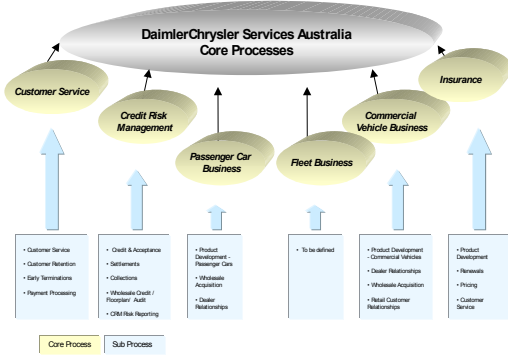 DaimlerChrysler Services Australia
Core Processes
Customer Service
Credit Risk
Management
Passenger Car
Business
Fleet Business
Commercial
Vehicle Business
Insurance
• Customer Service
• Customer Retention
• Early Terminations
• Payment Processing
• Credit & Acceptance
• Settlements
• Collections
• Wholesale Credit /
Floorplan/ Audit
• CRM Risk Reporting
• Product
Development -
Passenger Cars
• Wholesale
Acquisition
• Dealer
Relationships
• To be defined
• Product Development
- Commercial Vehicles
• Dealer Relationships
• Wholesale Acquisition
• Retail Customer
Relationships
• Product
Development
• Renewals
• Pricing
• Customer
Service
Core Process
Sub Process